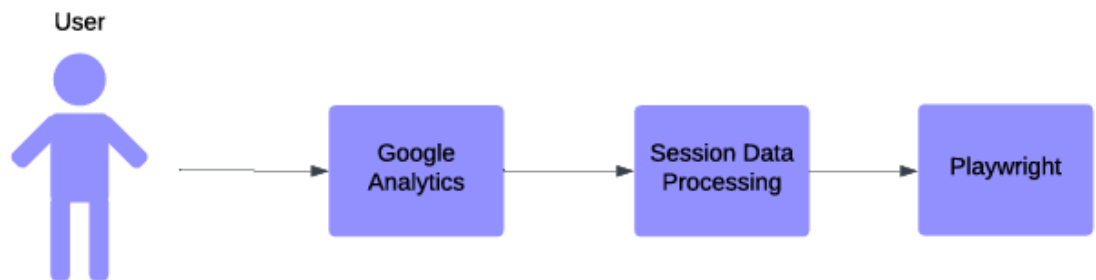 User
Google
Analytics
Session Data
Processing
Playwright